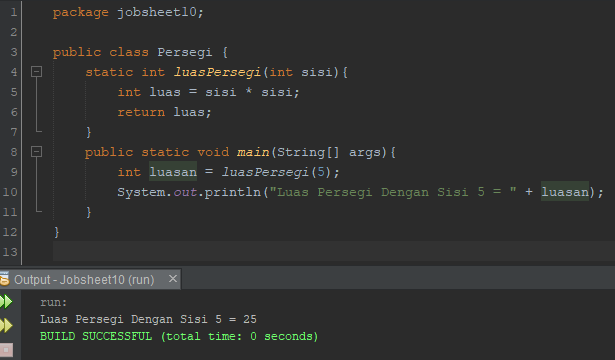 1 package jobsheet10;
2
3 public class Persegi {
4 static int luasPersegi(int sisi){
5 int luas = sisi * sisi;
6 return luas;
7 }
8 public static void main(String[] args){
9 int luasan = luasPersegi(5);
10 System.out.println("Luas Persegi Dengan Sisi 5 = " + luasan);
11 }
12 }
13
Output - Jobsheet10 (run) ×
run:
Luas Persegi Dengan Sisi 5 = 25
BUILD SUCCESSFUL (total time: 0 seconds)